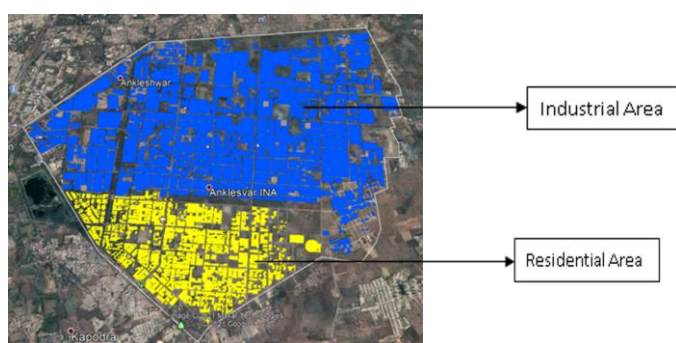 Ankleshwar
Industrial Area
Anklesvar INA
Residential Area
Kapodra